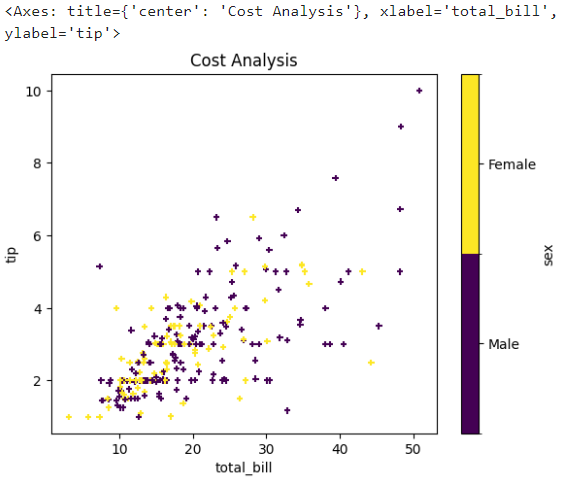 <Axes: title={'center': 'Cost Analysis'}, xlabel='total_bill',
ylabel='tip'>
Cost Analysis
10
8
6
4
2
tip
10
20
30
40
50
total_bill
Female
Male
sex